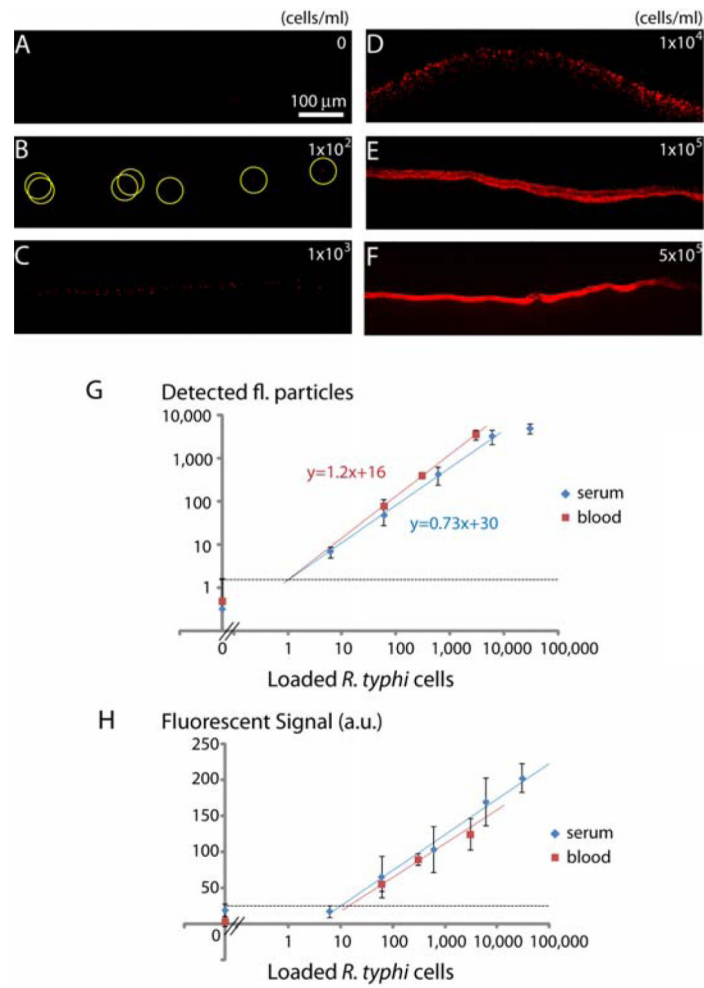 (cells/ml)
(cells/ml)
A
0
100 μm
B
1x10²
C
1x10³
D
1x10⁴
E
1x10⁵
F
5x10⁵
G
Detected fl. particles
10,000
1,000
100
10
1
y=1.2x+16
y=0.73x+30
serum
blood
0
1
10
100
1,000
10,000
100,000
Loaded R. typhi cells
H
Fluorescent Signal (a.u.)
250
200
150
100
50
0
serum
blood
1
10
100
1,000
10,000
100,000
Loaded R. typhi cells